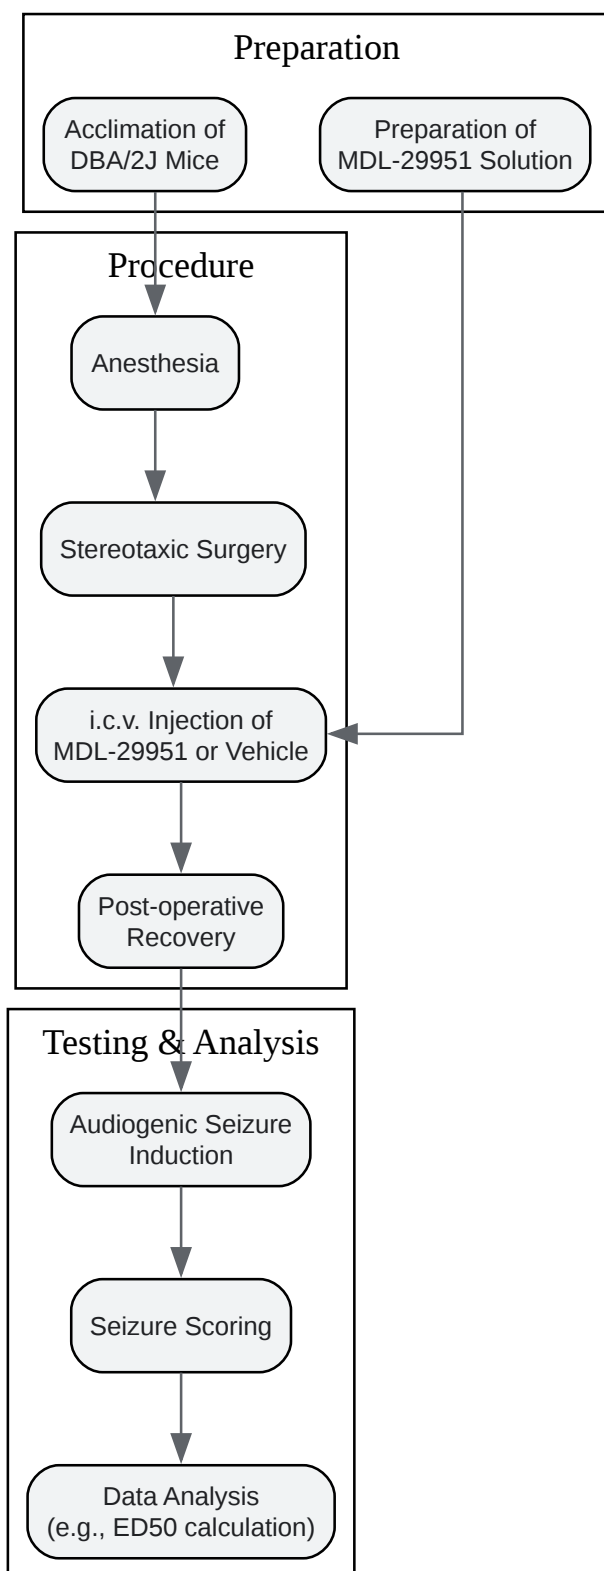 Preparation
Acclimation of
DBA/2J Mice
Preparation of
MDL-29951 Solution
Procedure
Anesthesia
Stereotaxic Surgery
i.c.v. Injection of
MDL-29951 or Vehicle
Post-operative
Recovery
Testing & Analysis
Audiogenic Seizure
Induction
Seizure Scoring
Data Analysis
(e.g., ED50 calculation)